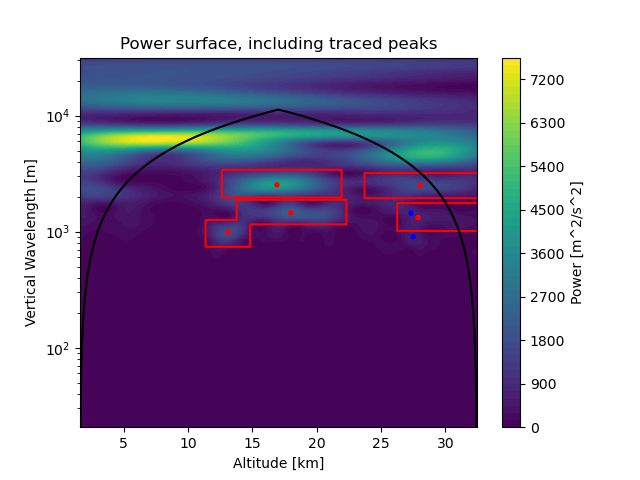 Power surface, including traced peaks
10^4
10^3
10^2
Vertical Wavelength [m]
5 10 15 20 25 30
Altitude [km]
7200
6300
5400
4500
3600
2700
1800
900
0
Power [m^2/s^2]